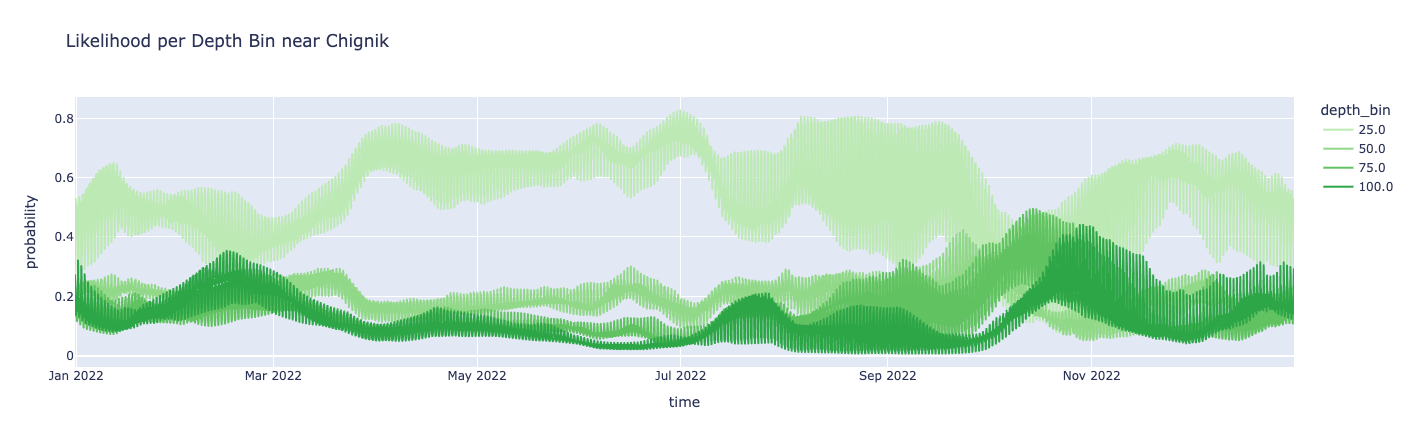 Likelihood per Depth Bin near Chignik
probability
0.8
0.6
0.4
0.2
0
Jan 2022
Mar 2022
May 2022
Jul 2022
Sep 2022
Nov 2022
time
depth_bin
25.0
50.0
75.0
100.0